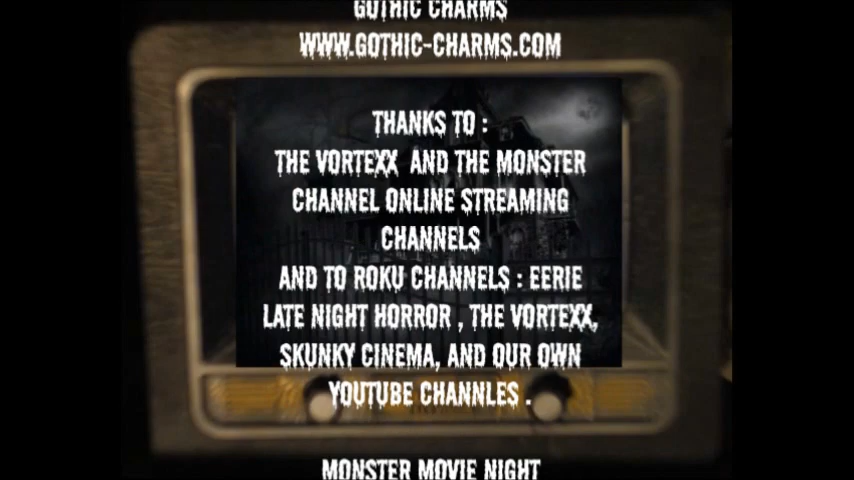 GOTHIC CHARMS
WWW.GOTHIC-CHARMS.COM
THANKS TO :
THE VORTEXX AND THE MONSTER
CHANNEL ONLINE STREAMING
CHANNELS
AND TO ROKU CHANNELS : EERIE
LATE NIGHT HORROR , THE VORTEXX,
SKUNKY CINEMA, AND OUR OWN
YOUTUBE CHANNLES .
MONSTER MOVIE NIGHT